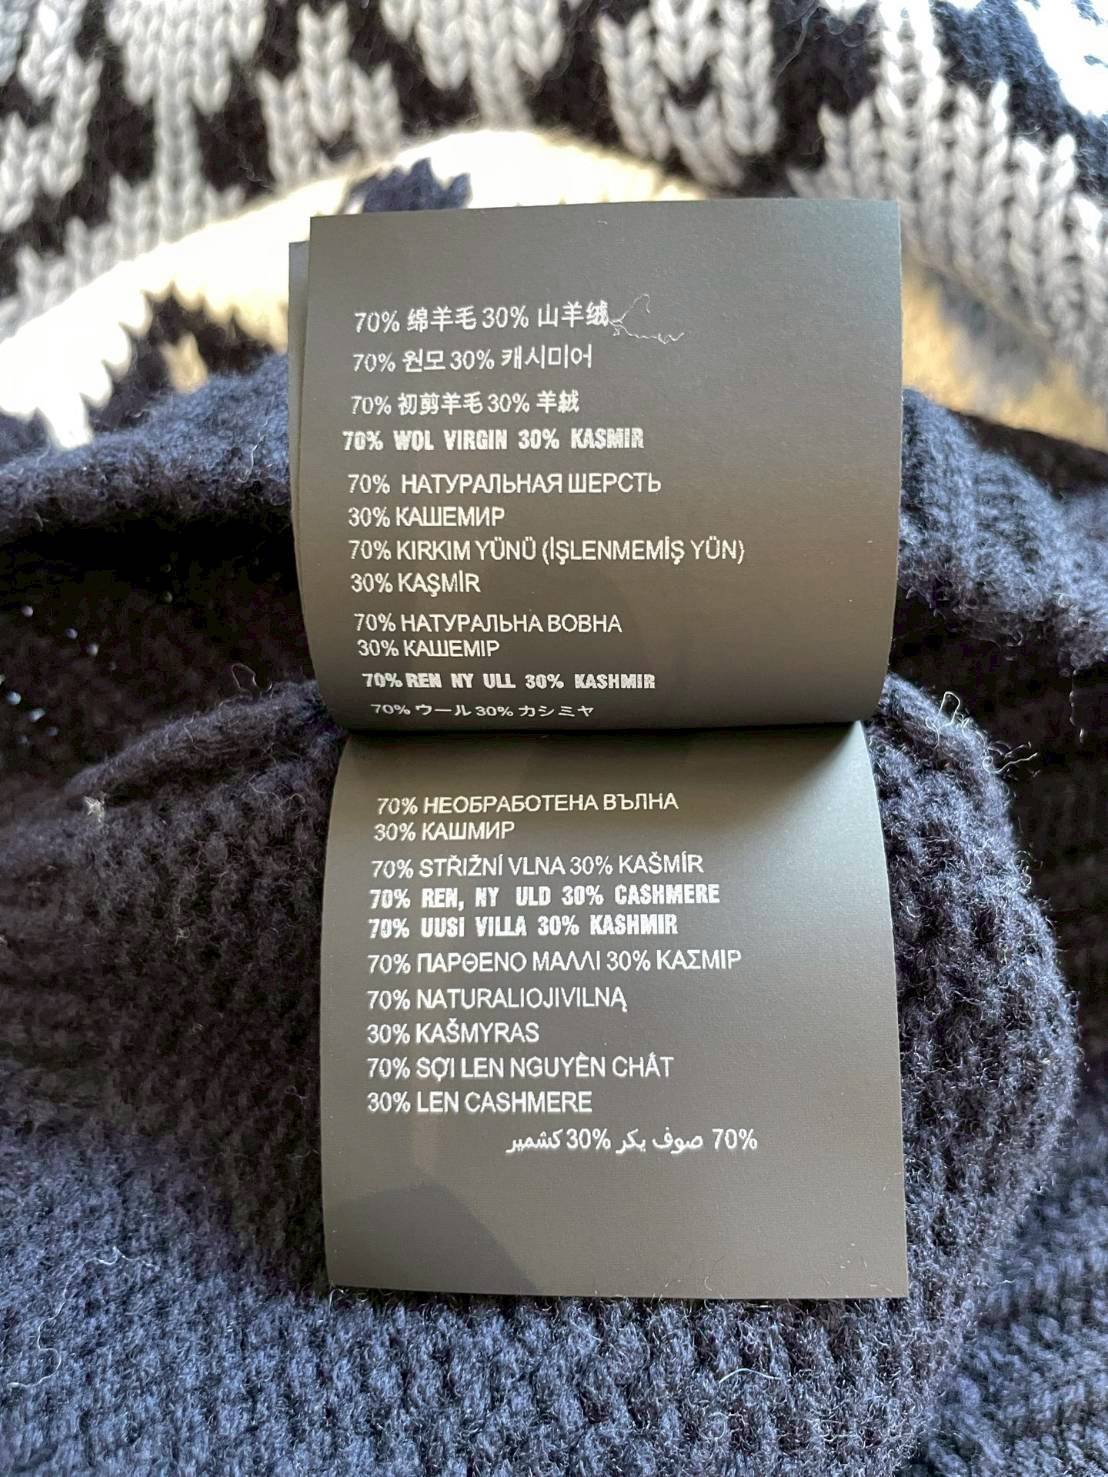 70% 绵羊毛 30% 山羊绒
70% 원모 30% 캐시미어
70% 初剪羊毛 30% 羊絨
70% WOL VIRGIN 30% KASMIR
70% НАТУРАЛЬНАЯ ШЕРСТЬ
30% КАШЕМИР
70% KIRKIM YÜNÜ (İŞLENMEMİŞ YÜN)
30% KAŞMİR
70% НАТУРАЛЬНА ВОВНА
30% КАШЕМІР
70% REN NY ULL 30% KASHMIR
70% ウール 30% カシミヤ
70% НЕОБРАБОТЕНА ВЪЛНА
30% КАШМИР
70% STŘIŽNÍ VLNA 30% KAŠMÍR
70% REN, NY ULD 30% CASHMERE
70% UUSI VILLA 30% KASHMIR
70% ΠΑΡΘΕΝΟ ΜΑΛΛΙ 30% ΚΑΣΜΙΡ
70% NATURALIOJIVILNĄ
30% KAŠMYRAS
70% SỢI LEN NGUYÊN CHẤT
30% LEN CASHMERE
70% صوف بكر 30% كشمير